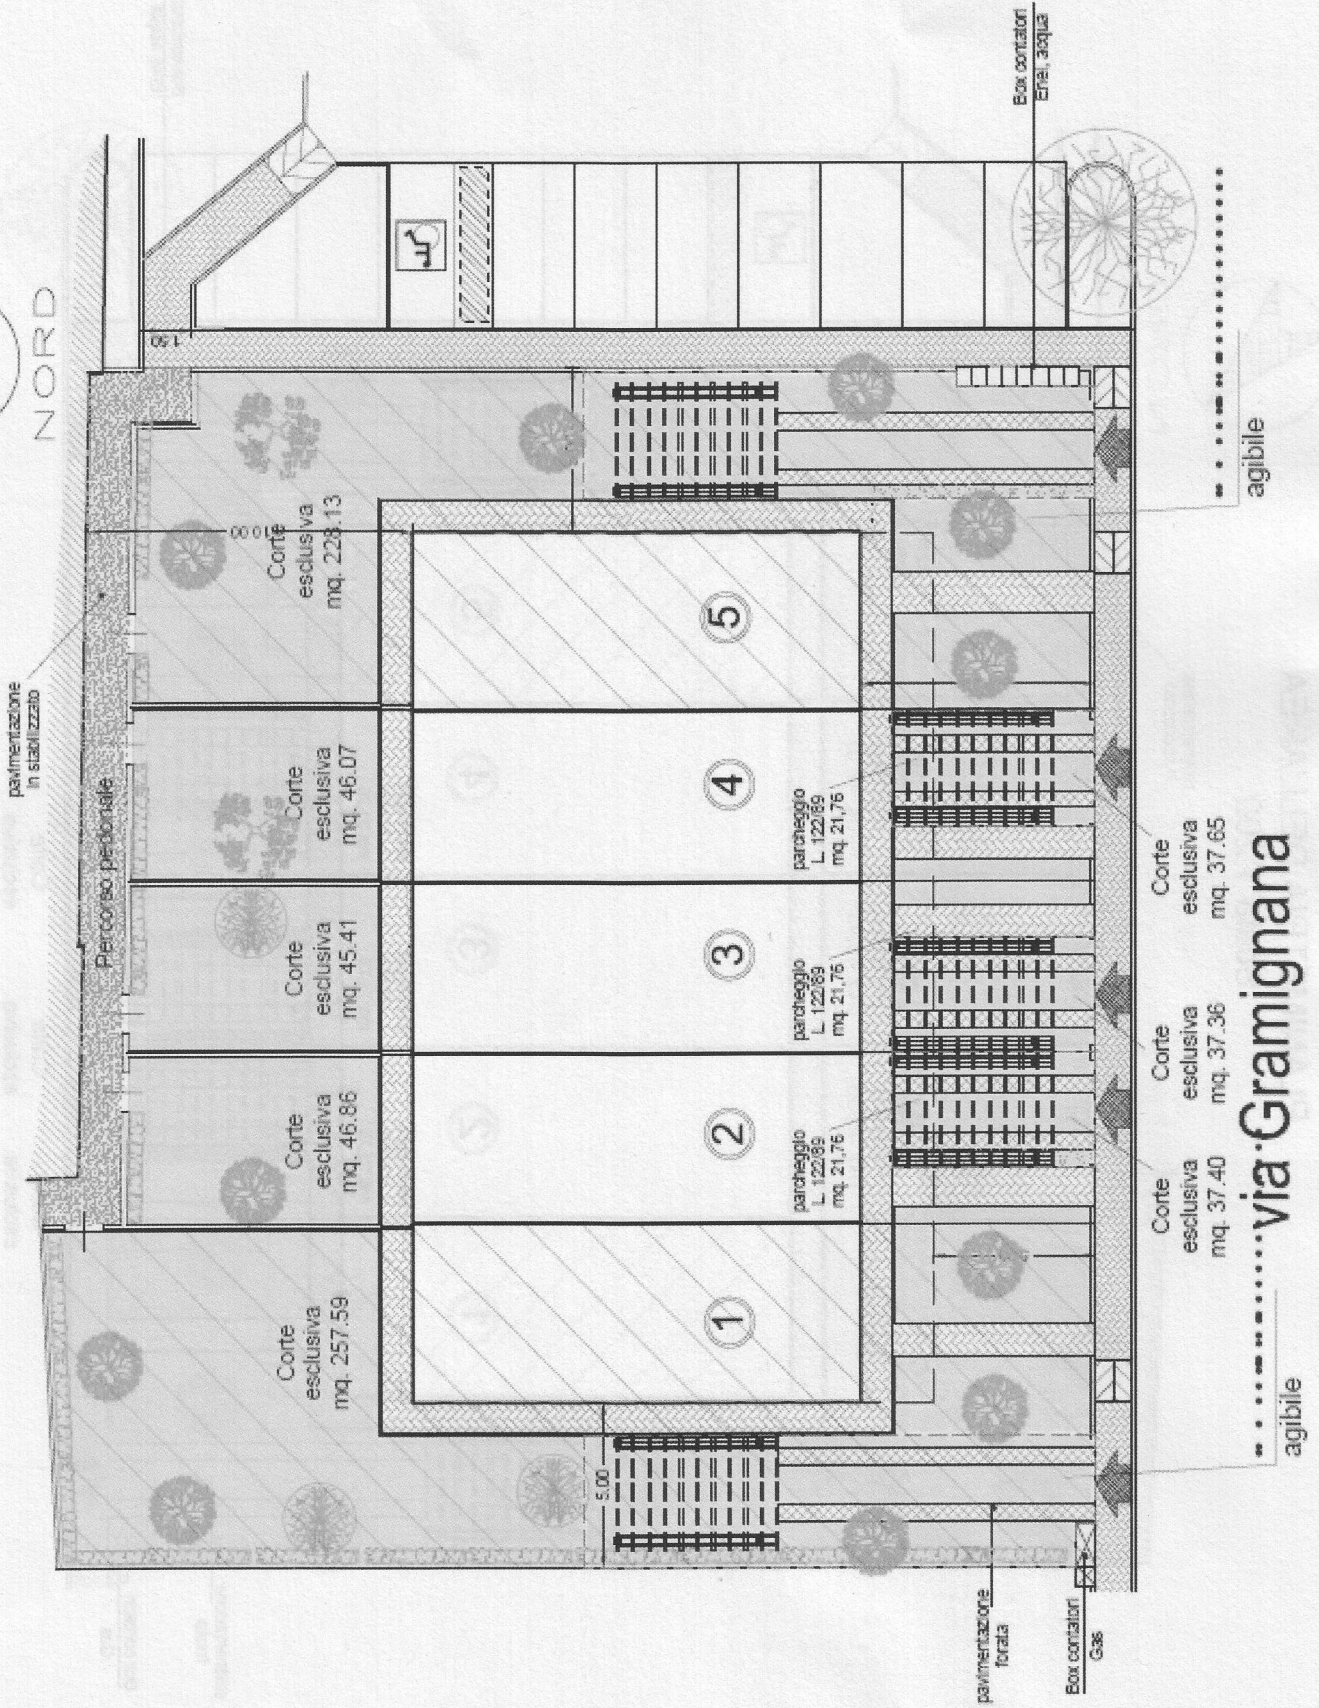 NORD
pavimentazione
in stabilizzato
Percorso pedonale
1.50
10.00
Corte
esclusiva
mq. 257.59
Corte
esclusiva
mq. 46.86
Corte
esclusiva
mq. 45.41
Corte
esclusiva
mq. 46.07
Corte
esclusiva
mq. 228.13
5.00
1
2
3
4
5
parcheggio
L. 122/89
mq. 21,76
parcheggio
L. 122/89
mq. 21,76
parcheggio
L. 122/89
mq. 21,76
pavimentazione
forata
Box contatori
Gas
Box contatori
Enel, acqua
Corte
esclusiva
mq. 37.40
Corte
esclusiva
mq. 37.36
Corte
esclusiva
mq. 37.65
via Gramignana
agibile
agibile